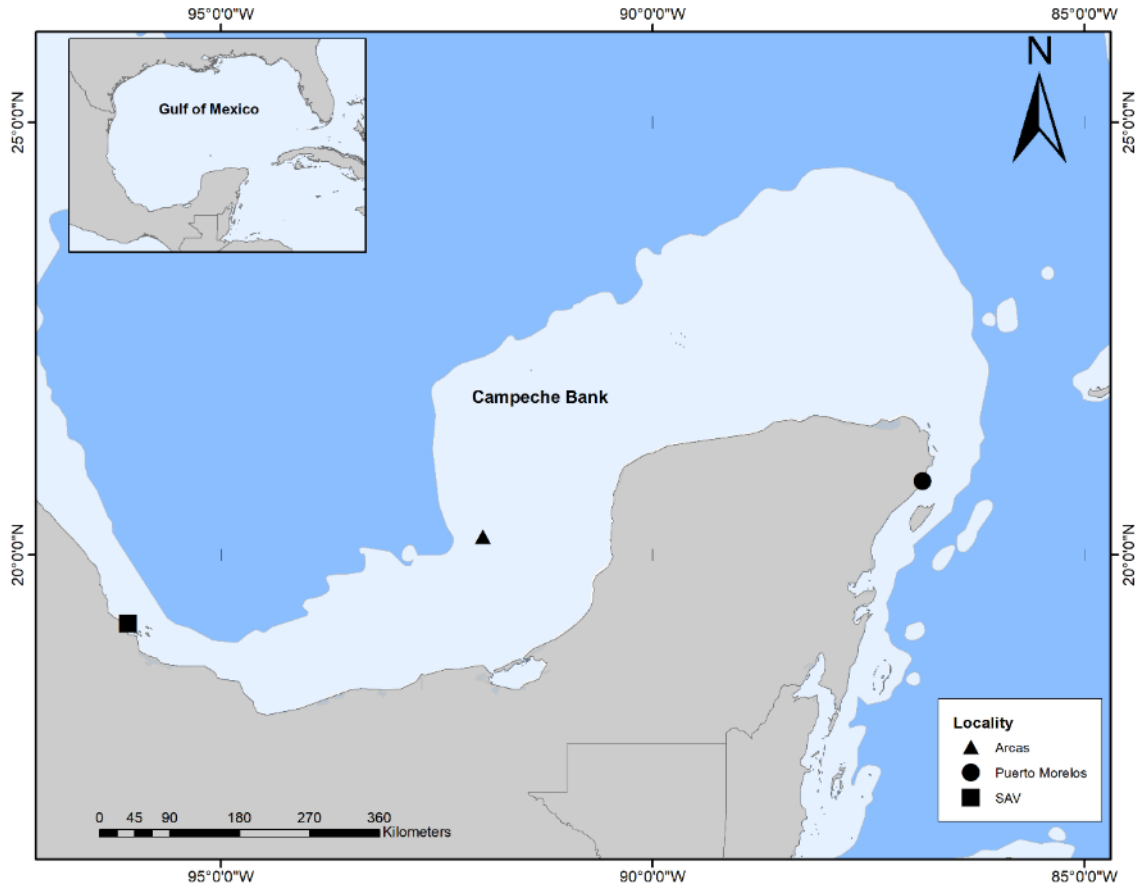 95°0'0"W 90°0'0"W 85°0'0"W
Gulf of Mexico
N
25°0'0"N 25°0'0"N
Campeche Bank
20°0'0"N 20°0'0"N
Locality
Arcas
Puerto Morelos
SAV
0 45 90 180 270 360
Kilometers
95°0'0"W 90°0'0"W 85°0'0"W